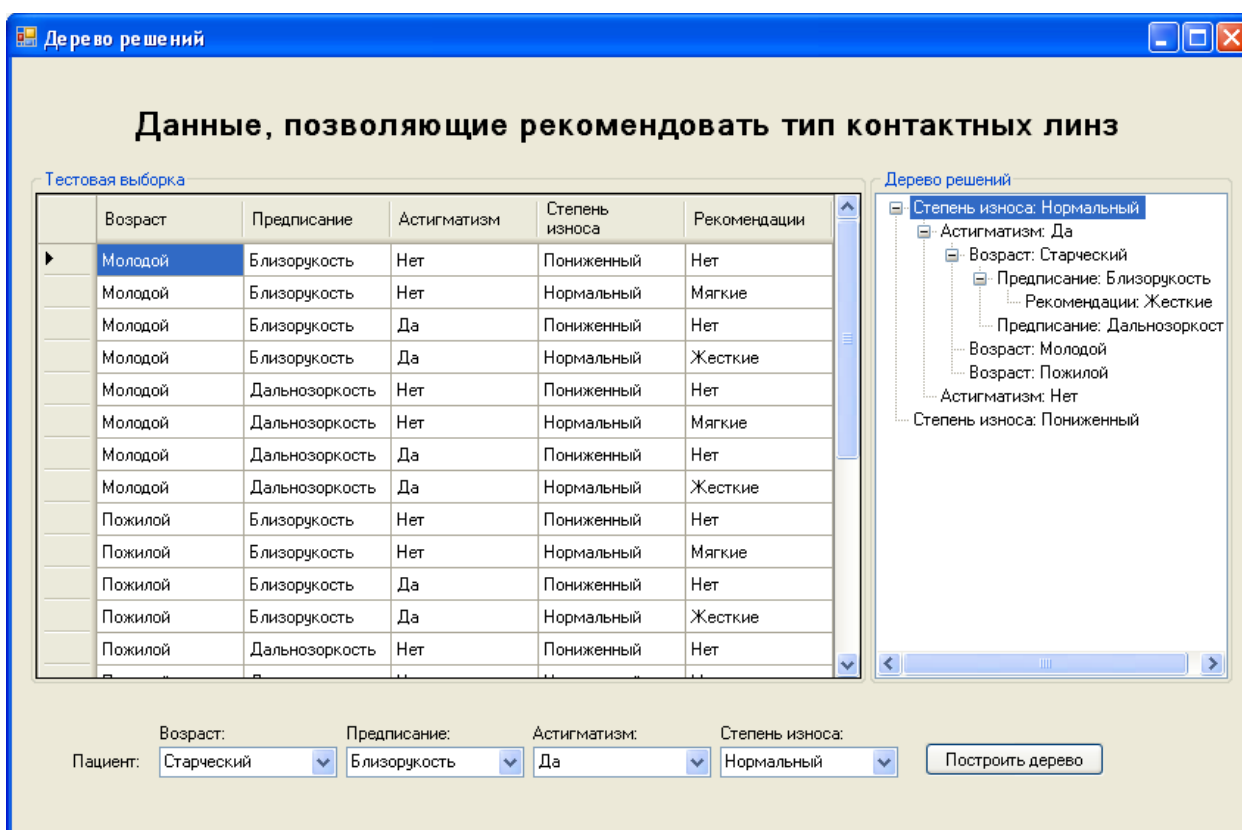 Дерево решений
Данные, позволяющие рекомендовать тип контактных линз
Тестовая выборка
Возраст Предписание Астигматизм Степень износа Рекомендации
Молодой Близорукость Нет Пониженный Нет
Молодой Близорукость Нет Нормальный Мягкие
Молодой Близорукость Да Пониженный Нет
Молодой Близорукость Да Нормальный Жесткие
Молодой Дальнозоркость Нет Пониженный Нет
Молодой Дальнозоркость Нет Нормальный Мягкие
Молодой Дальнозоркость Да Пониженный Нет
Молодой Дальнозоркость Да Нормальный Жесткие
Пожилой Близорукость Нет Пониженный Нет
Пожилой Близорукость Нет Нормальный Мягкие
Пожилой Близорукость Да Пониженный Нет
Пожилой Близорукость Да Нормальный Жесткие
Пожилой Дальнозоркость Нет Пониженный Нет
Дерево решений
Степень износа: Нормальный
Астигматизм: Да
Возраст: Старческий
Предписание: Близорукость
Рекомендации: Жесткие
Предписание: Дальнозоркост
Возраст: Молодой
Возраст: Пожилой
Астигматизм: Нет
Степень износа: Пониженный
Возраст: Предписание: Астигматизм: Степень износа:
Пациент: Старческий Близорукость Да Нормальный Построить дерево